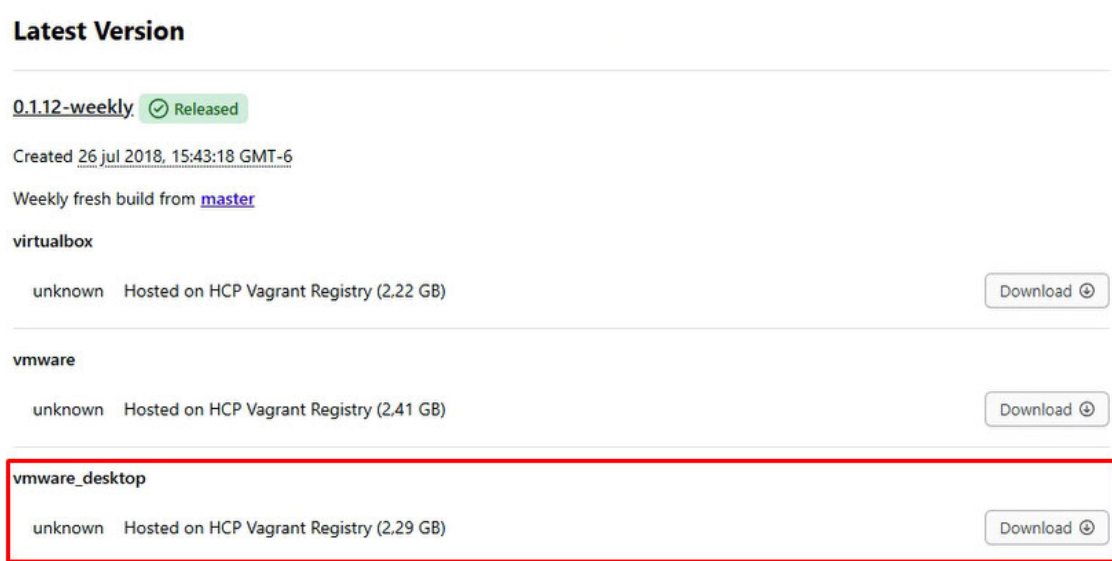 Latest Version
0.1.12-weekly Released
Created 26 jul 2018, 15:43:18 GMT-6
Weekly fresh build from master
virtualbox
unknown Hosted on HCP Vagrant Registry (2,22 GB) Download
vmware
unknown Hosted on HCP Vagrant Registry (2,41 GB) Download
vmware_desktop
unknown Hosted on HCP Vagrant Registry (2,29 GB) Download